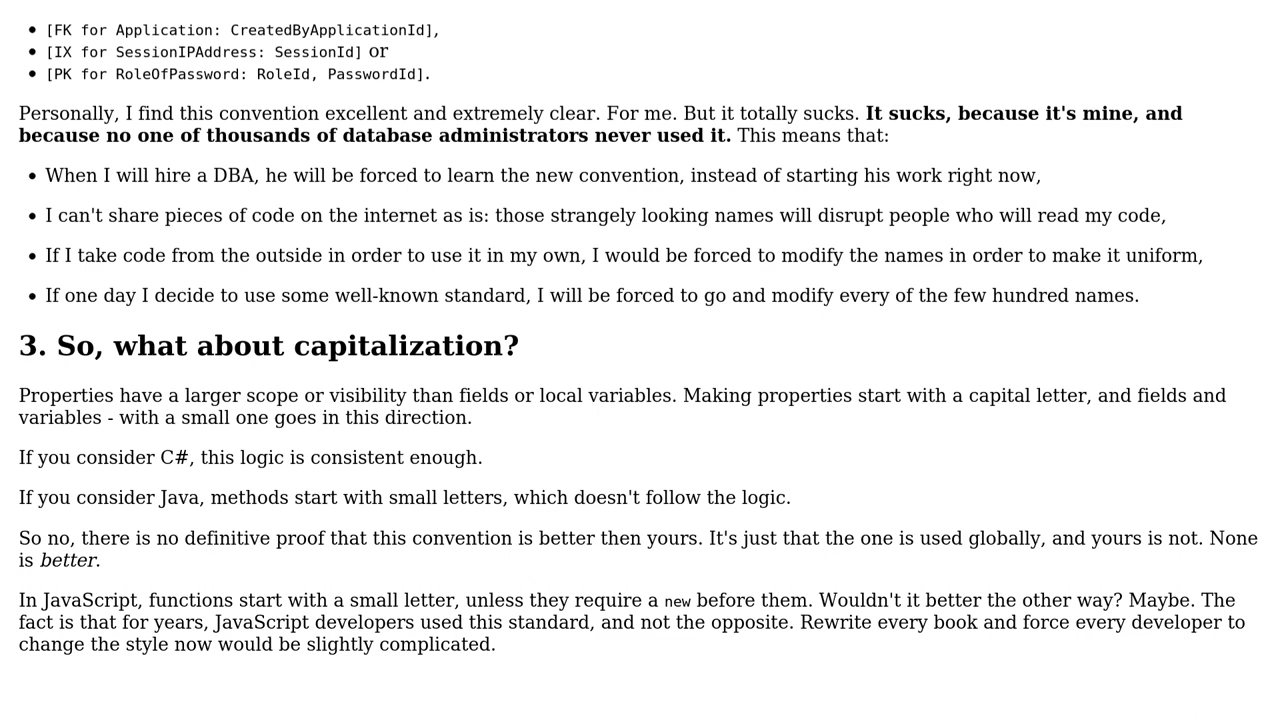 • [FK for Application: CreatedByApplicationId],
• [IX for SessionIPAddress: SessionId] or
• [PK for RoleOfPassword: RoleId, PasswordId].
Personally, I find this convention excellent and extremely clear. For me. But it totally sucks. It sucks, because it's mine, and
because no one of thousands of database administrators never used it. This means that:
• When I will hire a DBA, he will be forced to learn the new convention, instead of starting his work right now,
• I can't share pieces of code on the internet as is: those strangely looking names will disrupt people who will read my code,
• If I take code from the outside in order to use it in my own, I would be forced to modify the names in order to make it uniform,
• If one day I decide to use some well-known standard, I will be forced to go and modify every of the few hundred names.
3. So, what about capitalization?
Properties have a larger scope or visibility than fields or local variables. Making properties start with a capital letter, and fields and
variables - with a small one goes in this direction.
If you consider C#, this logic is consistent enough.
If you consider Java, methods start with small letters, which doesn't follow the logic.
So no, there is no definitive proof that this convention is better then yours. It's just that the one is used globally, and yours is not. None
is better.
In JavaScript, functions start with a small letter, unless they require a new before them. Wouldn't it better the other way? Maybe. The
fact is that for years, JavaScript developers used this standard, and not the opposite. Rewrite every book and force every developer to
change the style now would be slightly complicated.